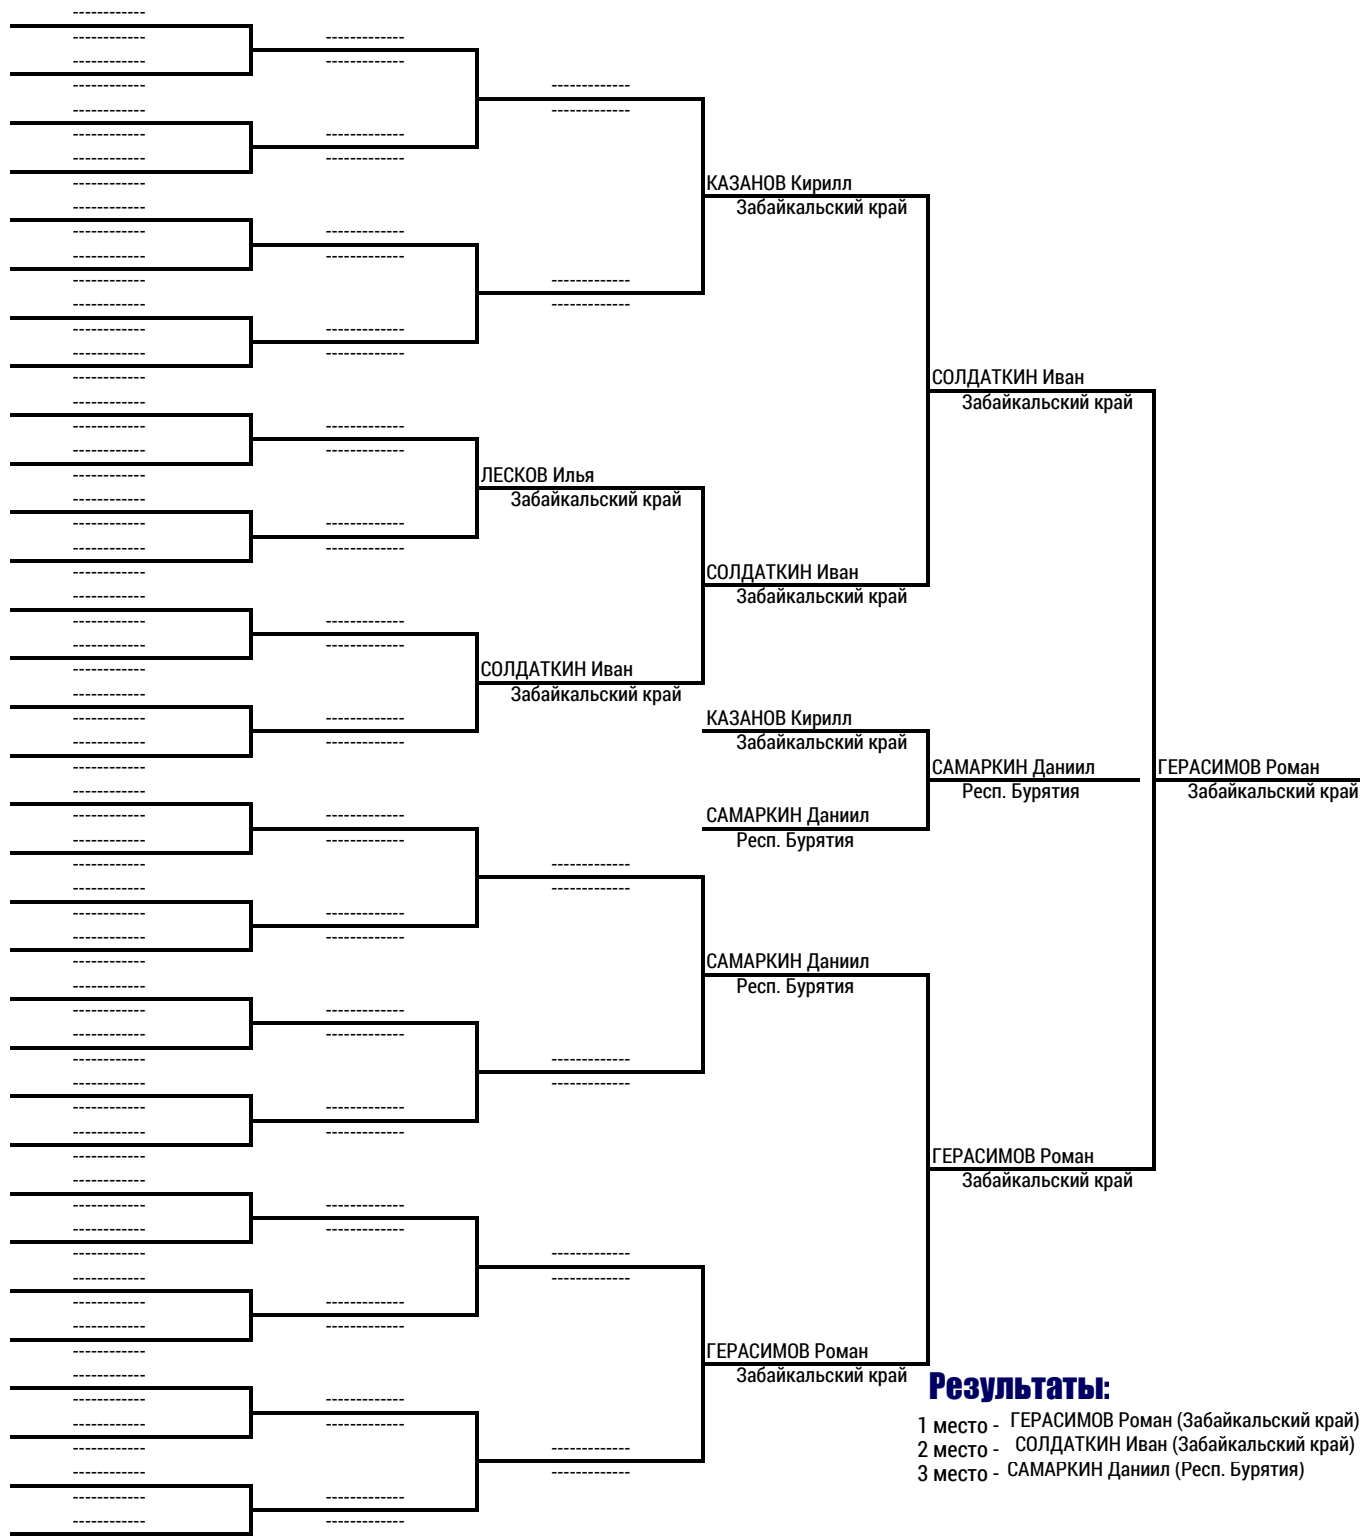 КАЗАНОВ Кирилл
Забайкальский край
СОЛДАТКИН Иван
Забайкальский край
ЛЕСКОВ Илья
Забайкальский край
СОЛДАТКИН Иван
Забайкальский край
СОЛДАТКИН Иван
Забайкальский край
КАЗАНОВ Кирилл
Забайкальский край
САМАРКИН Даниил
Респ. Бурятия
ГЕРАСИМОВ Роман
Забайкальский край
САМАРКИН Даниил
Респ. Бурятия
САМАРКИН Даниил
Респ. Бурятия
ГЕРАСИМОВ Роман
Забайкальский край
ГЕРАСИМОВ Роман
Забайкальский край
Результаты:
1 место - ГЕРАСИМОВ Роман (Забайкальский край)
2 место - СОЛДАТКИН Иван (Забайкальский край)
3 место - САМАРКИН Даниил (Респ. Бурятия)